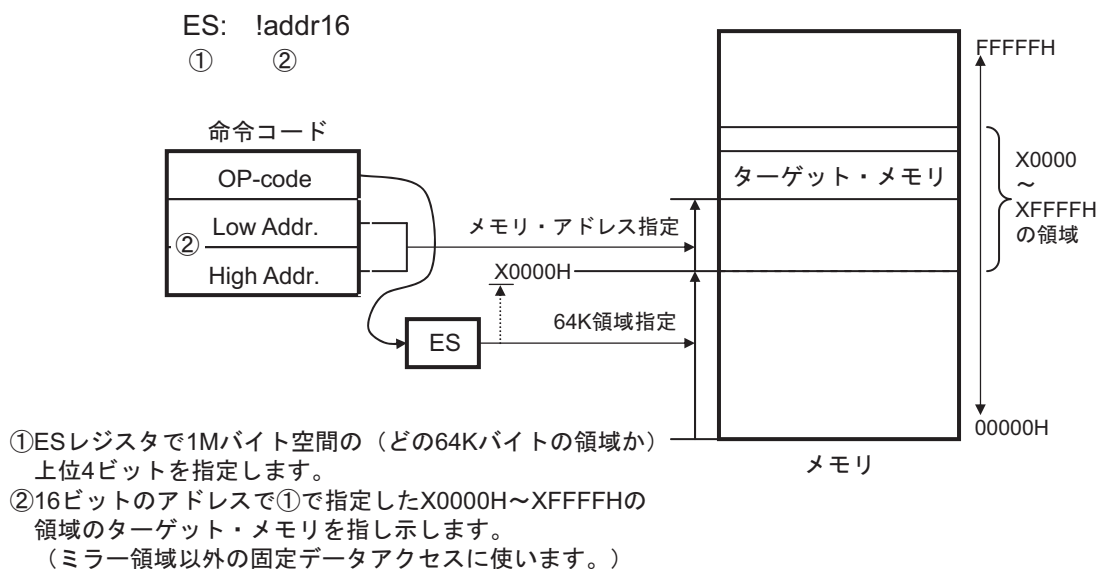 ES: !addr16
① ②
命令コード
OP-code
Low Addr.
②
High Addr.
ES
メモリ・アドレス指定
X0000H
64K領域指定
FFFFFH
ターゲット・メモリ
X0000
～
XFFFFH
の領域
00000H
メモリ
①ESレジスタで1Mバイト空間の（どの64Kバイトの領域か）
上位4ビットを指定します。
②16ビットのアドレスで①で指定したX0000H～XFFFFHの
領域のターゲット・メモリを指し示します。
（ミラー領域以外の固定データアクセスに使います。）